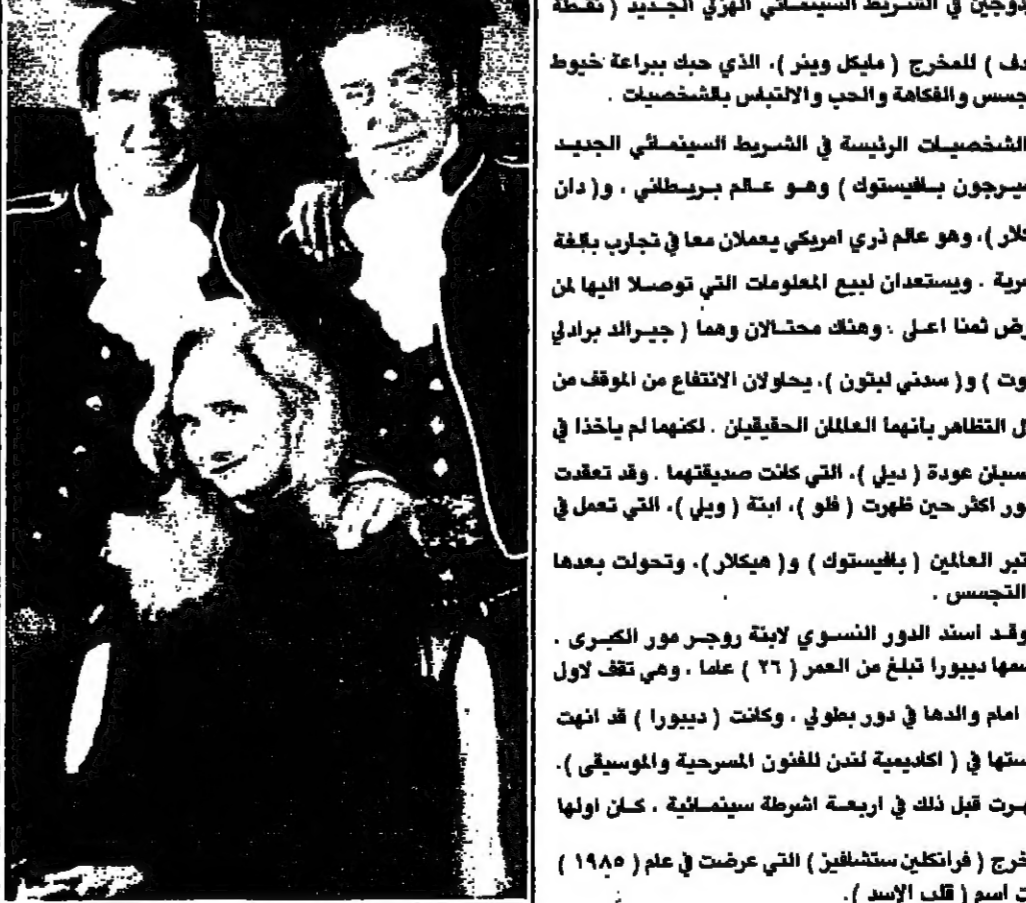 دوجين في الشريط السينمائي الهزلي الجديد ( نقطة
دف ) للمخرج ( مليكل وينر ) ، الذي حبك ببراعة خيوط
جسس والفكاهة والحب والالتباس بالشخصيات .
الشخصيات الرئيسة في الشريط السينمائي الجديد
سيرجون بافيستوك ) وهو عالم بريطاني ، و( دان
كلار ) ، وهو عالم ذري امريكي يعملان معا في تجارب بالغة
سرية . ويستعدان لبيع المعلومات التي توصلا اليها لمن
رض ثمنا اعلى . وهناك محتالان وهما ( جيرالد برادلي
وت ) و( سدني لبتون ) ، يحاولان الانتفاع من الموقف من
ل التظاهر بانهما العالمان الحقيقيان . لكنهما لم ياخذا في
سبان عودة ( ديلي ) ، التي كانت صديقتهما . وقد تعقدت
ور اكثر حين ظهرت ( فلو ) ، ابنة ( ويلي ) ، التي تعمل في
تبر العالمين ( بافيستوك ) و( هيكلار ) ، وتحولت بعدها
التجسس .
وقد اسند الدور النسوي لابنة روجر مور الكبرى .
سمها ديبورا تبلغ من العمر ( ٢٦ ) عاما ، وهي تقف لاول
امام والدها في دور بطولي ، وكانت ( ديبورا ) قد انهت
ستها في ( اكاديمية لندن للفنون المسرحية والموسيقى ) .
هرت قبل ذلك في اربعة اشرطة سينمائية ، كان اولها
خرج ( فرانكلين ستشافيز ) التي عرضت في عام ( ١٩٨٥ )
ت اسم ( قلب الاسد ) .